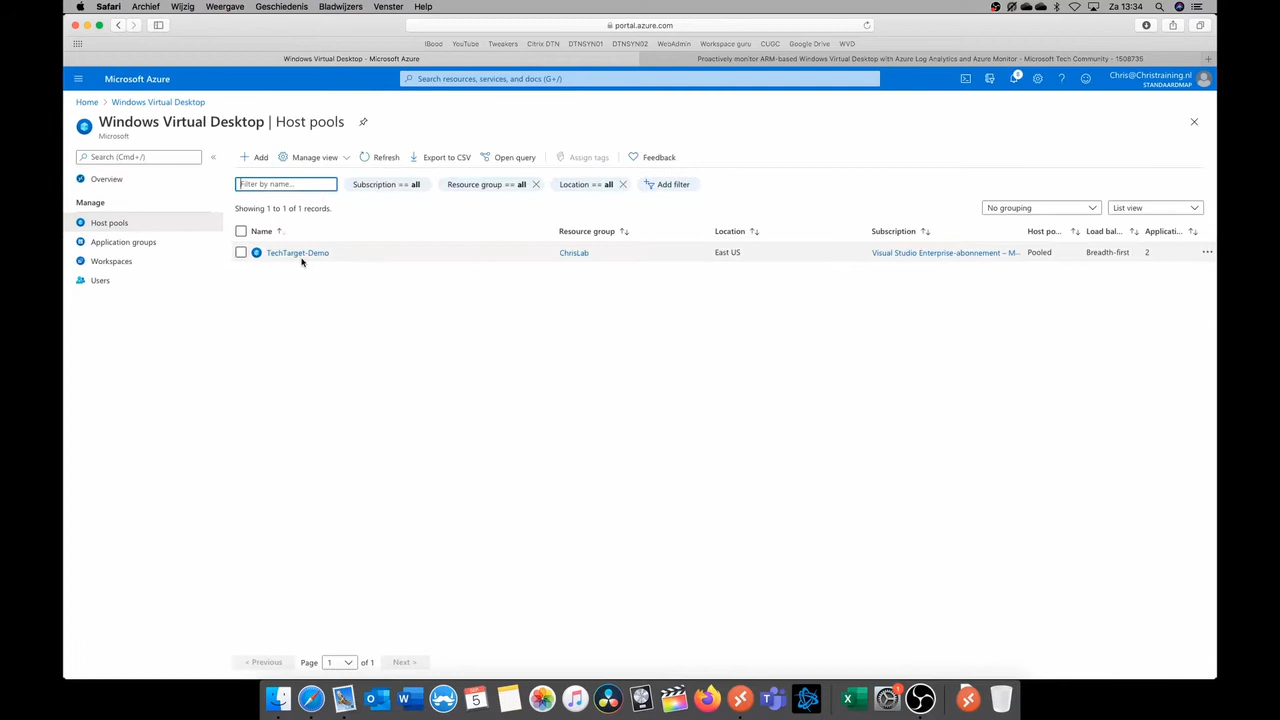 Safari Archief Wijzig Weergave Geschiedenis Bladwijzers Venster Help Za 13:34
portal.azure.com
IBood YouTube Tweakers Citrix DTN DTNSYN01 DTNSYN02 WebAdmin Workspace guru CUGC Google Drive WVD
Windows Virtual Desktop - Microsoft Azure Proactively monitor ARM-based Windows Virtual Desktop with Azure Log Analytics and Azure Monitor - Microsoft Tech Community - 1508735
Microsoft Azure Search resources, services, and docs (G+/) Chris@Christraining.nl
STANDAARDMAP
Home > Windows Virtual Desktop >
Windows Virtual Desktop | Host pools
Microsoft
Search (Cmd+/) « + Add Manage view Refresh Export to CSV Open query Assign tags Feedback
Overview
Filter by name... Subscription == all Resource group == all Location == all Add filter
Manage
Showing 1 to 1 of 1 records. No grouping List view
Host pools
Name Resource group Location Subscription Host po... Load bal... Applicati...
Application groups
TechTarget-Demo ChrisLab East US Visual Studio Enterprise-abonnement – M... Pooled Breadth-first 2 ...
Workspaces
Users
< Previous Page 1 of 1 Next >
5